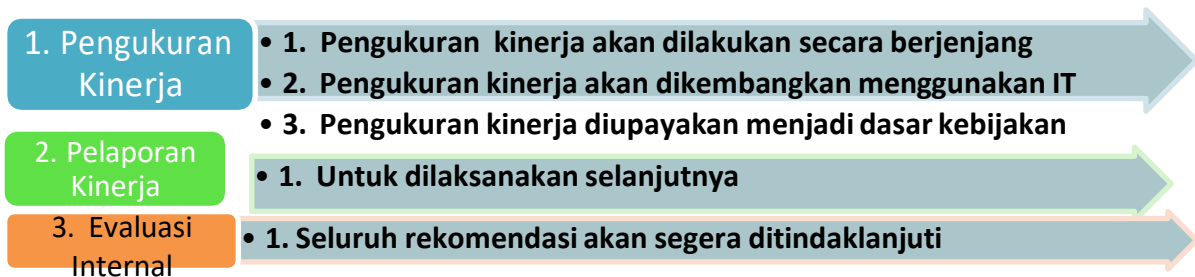 1. Pengukuran
Kinerja
• 1. Pengukuran kinerja akan dilakukan secara berjenjang
• 2. Pengukuran kinerja akan dikembangkan menggunakan IT
• 3. Pengukuran kinerja diupayakan menjadi dasar kebijakan
2. Pelaporan
Kinerja
• 1. Untuk dilaksanakan selanjutnya
3. Evaluasi
Internal
• 1. Seluruh rekomendasi akan segera ditindaklanjuti